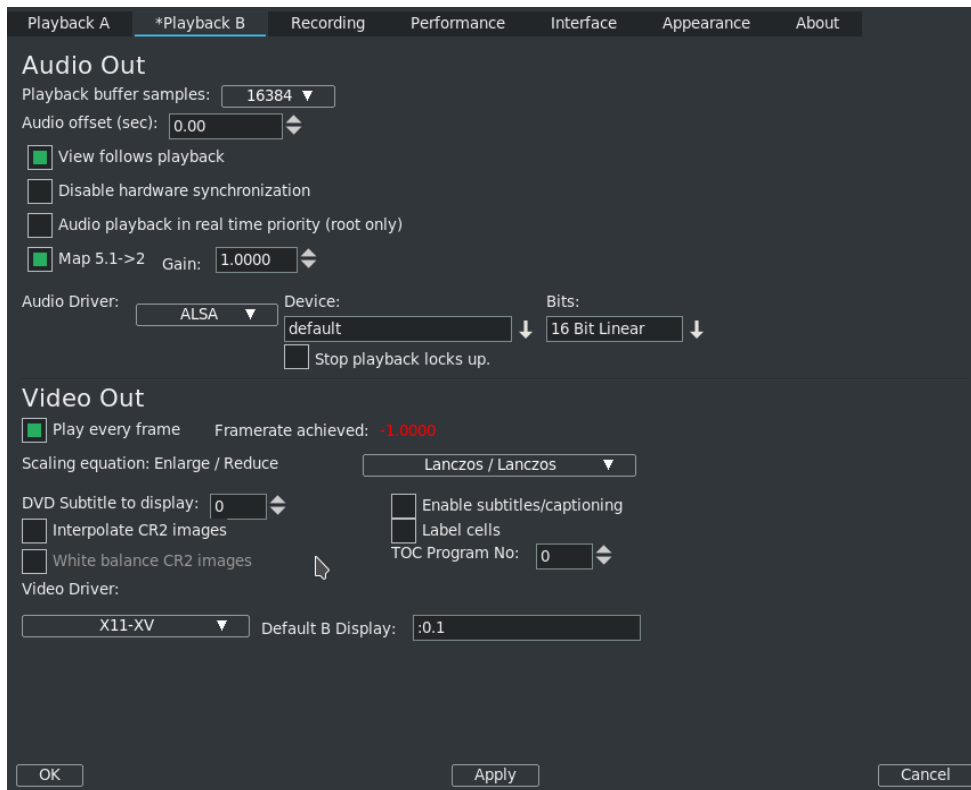 Playback A *Playback B Recording Performance Interface Appearance About
Audio Out
Playback buffer samples: 16384 ▼
Audio offset (sec): 0.00
View follows playback
Disable hardware synchronization
Audio playback in real time priority (root only)
Map 5.1->2 Gain: 1.0000
Audio Driver: ALSA ▼ Device: Bits:
default 16 Bit Linear
Stop playback locks up.
Video Out
Play every frame Framerate achieved: -1.0000
Scaling equation: Enlarge / Reduce Lanczos / Lanczos ▼
DVD Subtitle to display: 0 Enable subtitles/captioning
Interpolate CR2 images Label cells
White balance CR2 images TOC Program No: 0
Video Driver:
X11-XV ▼ Default B Display: :0.1
OK Apply Cancel